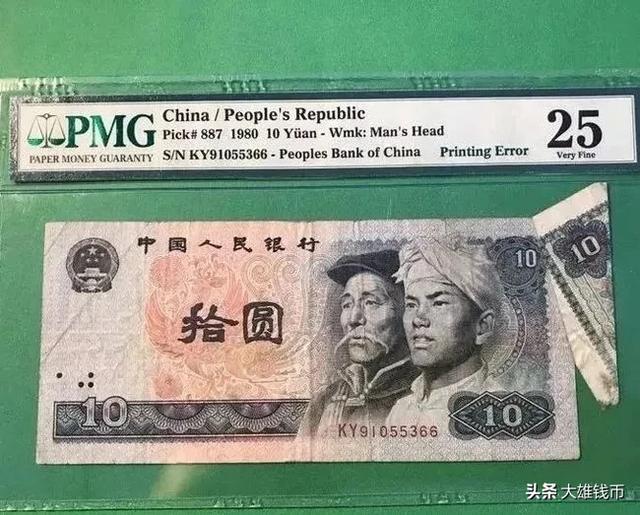 PMG
PAPER MONEY GUARANTY
China / People's Republic
Pick# 887 1980 10 Yüan - Wmk: Man's Head
S/N KY91055366 - Peoples Bank of China Printing Error
25
Very Fine
中国人民银行
10
10
拾圆
10
10
KY91055366
头条 @大雄钱币